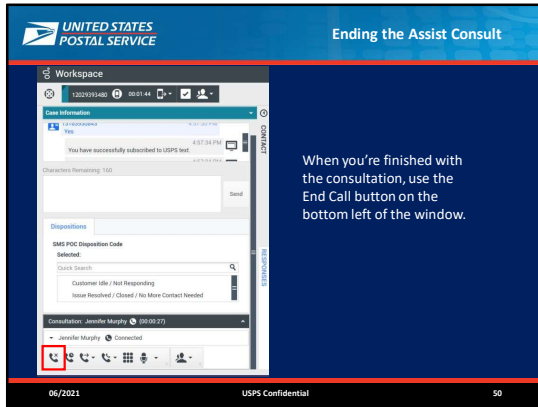 UNITED STATES
POSTAL SERVICE
Ending the Assist Consult
Workspace
12029393480 00:01:44
Case Information
Yes
4:57:34 PM
You have successfully subscribed to USPS text.
CONTACT
Characters Remaining: 160
Send
Dispositions
SMS POC Disposition Code
Selected:
Quick Search
Customer Idle / Not Responding
Issue Resolved / Closed / No More Contact Needed
RESPONSES
Consultation: Jennifer Murphy (00:00:27)
Jennifer Murphy Connected
When you're finished with
the consultation, use the
End Call button on the
bottom left of the window.
06/2021
USPS Confidential
50